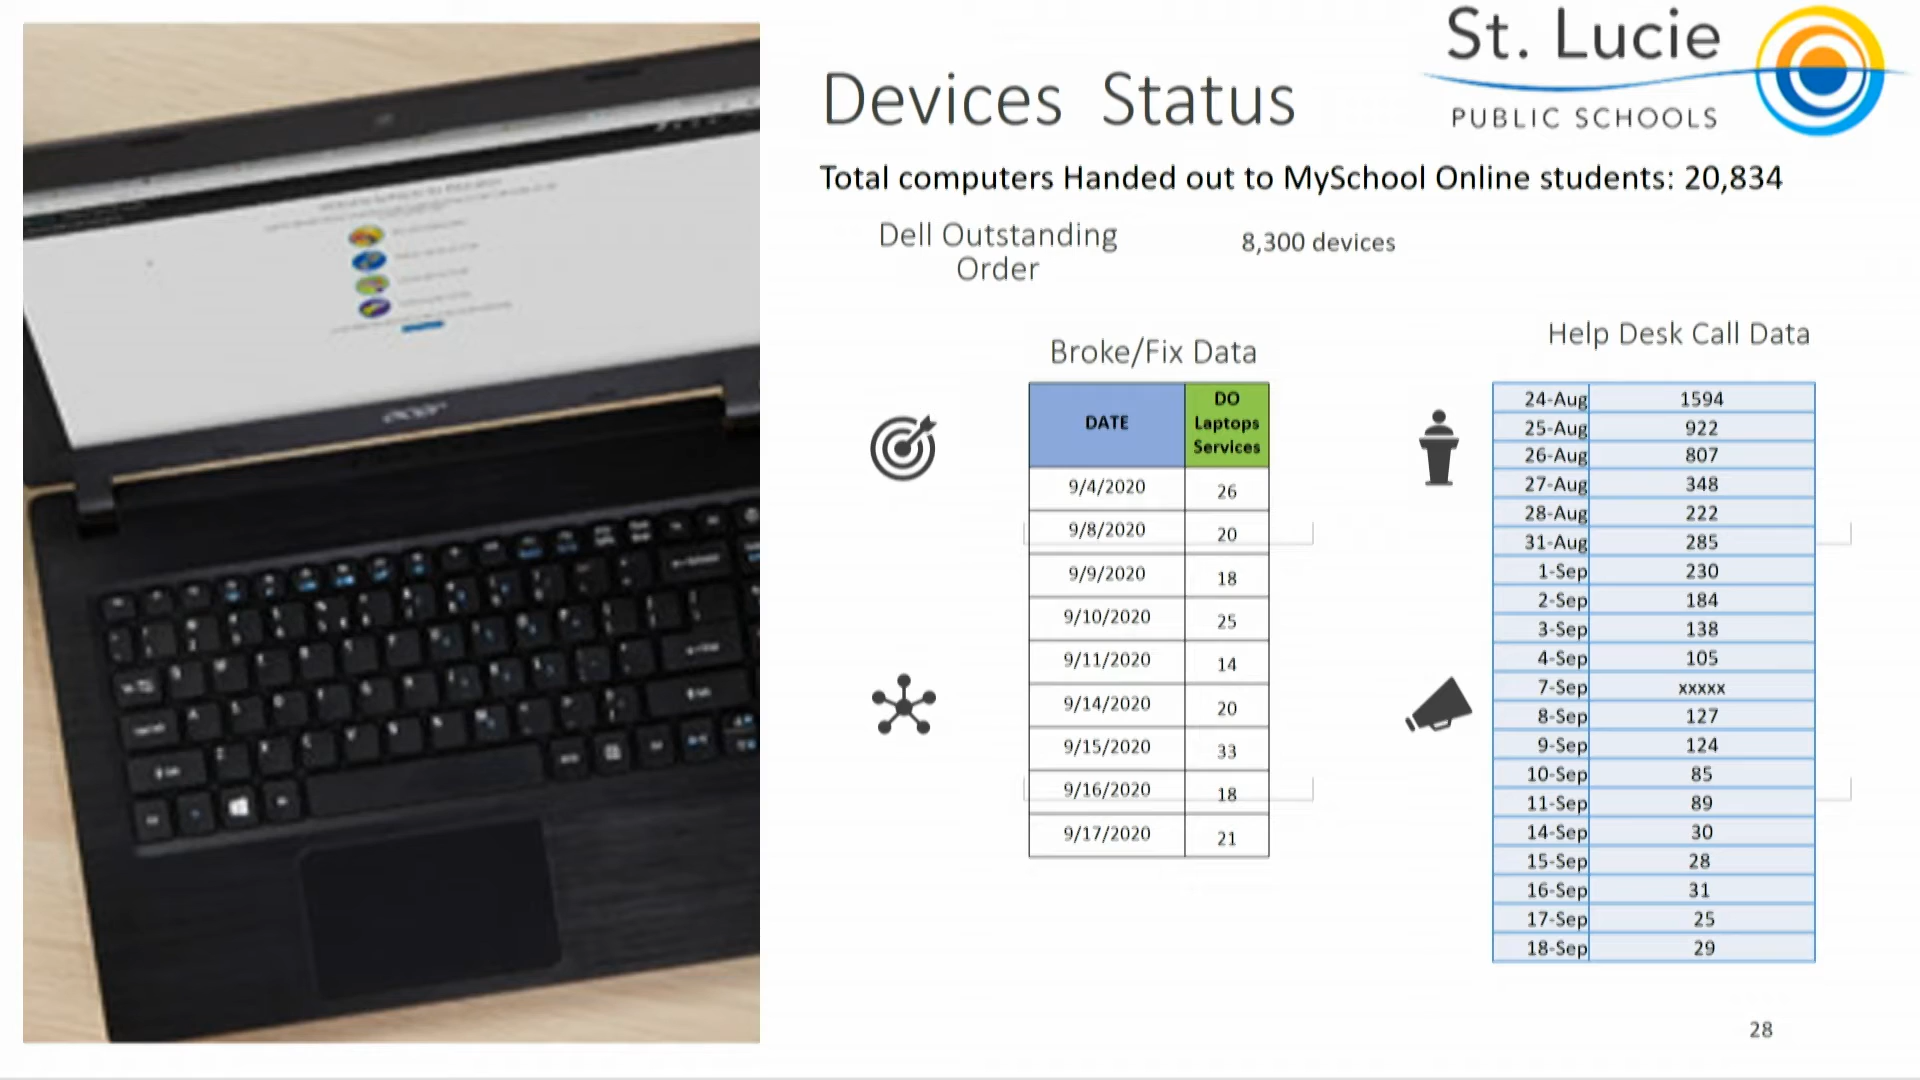 St. Lucie
PUBLIC SCHOOLS
Devices Status
Total computers Handed out to MySchool Online students: 20,834
Dell Outstanding
Order
8,300 devices
Broke/Fix Data
DATE
DO
Laptops
Services
9/4/2020 26
9/8/2020 20
9/9/2020 18
9/10/2020 25
9/11/2020 14
9/14/2020 20
9/15/2020 33
9/16/2020 18
9/17/2020 21
Help Desk Call Data
24-Aug 1594
25-Aug 922
26-Aug 807
27-Aug 348
28-Aug 222
31-Aug 285
1-Sep 230
2-Sep 184
3-Sep 138
4-Sep 105
7-Sep xxxxx
8-Sep 127
9-Sep 124
10-Sep 85
11-Sep 89
14-Sep 30
15-Sep 28
16-Sep 31
17-Sep 25
18-Sep 29
28
acer